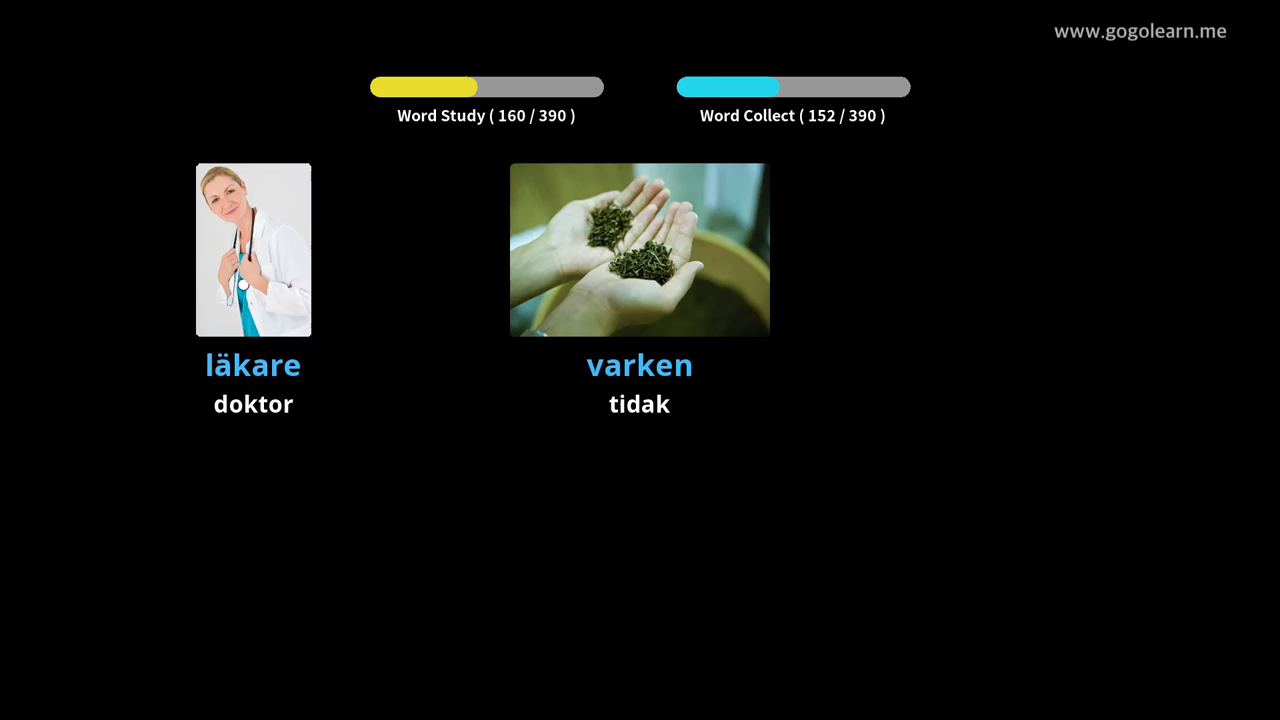 www.gogolearn.me
Word Study ( 160 / 390 )
Word Collect ( 152 / 390 )
läkare
doktor
varken
tidak